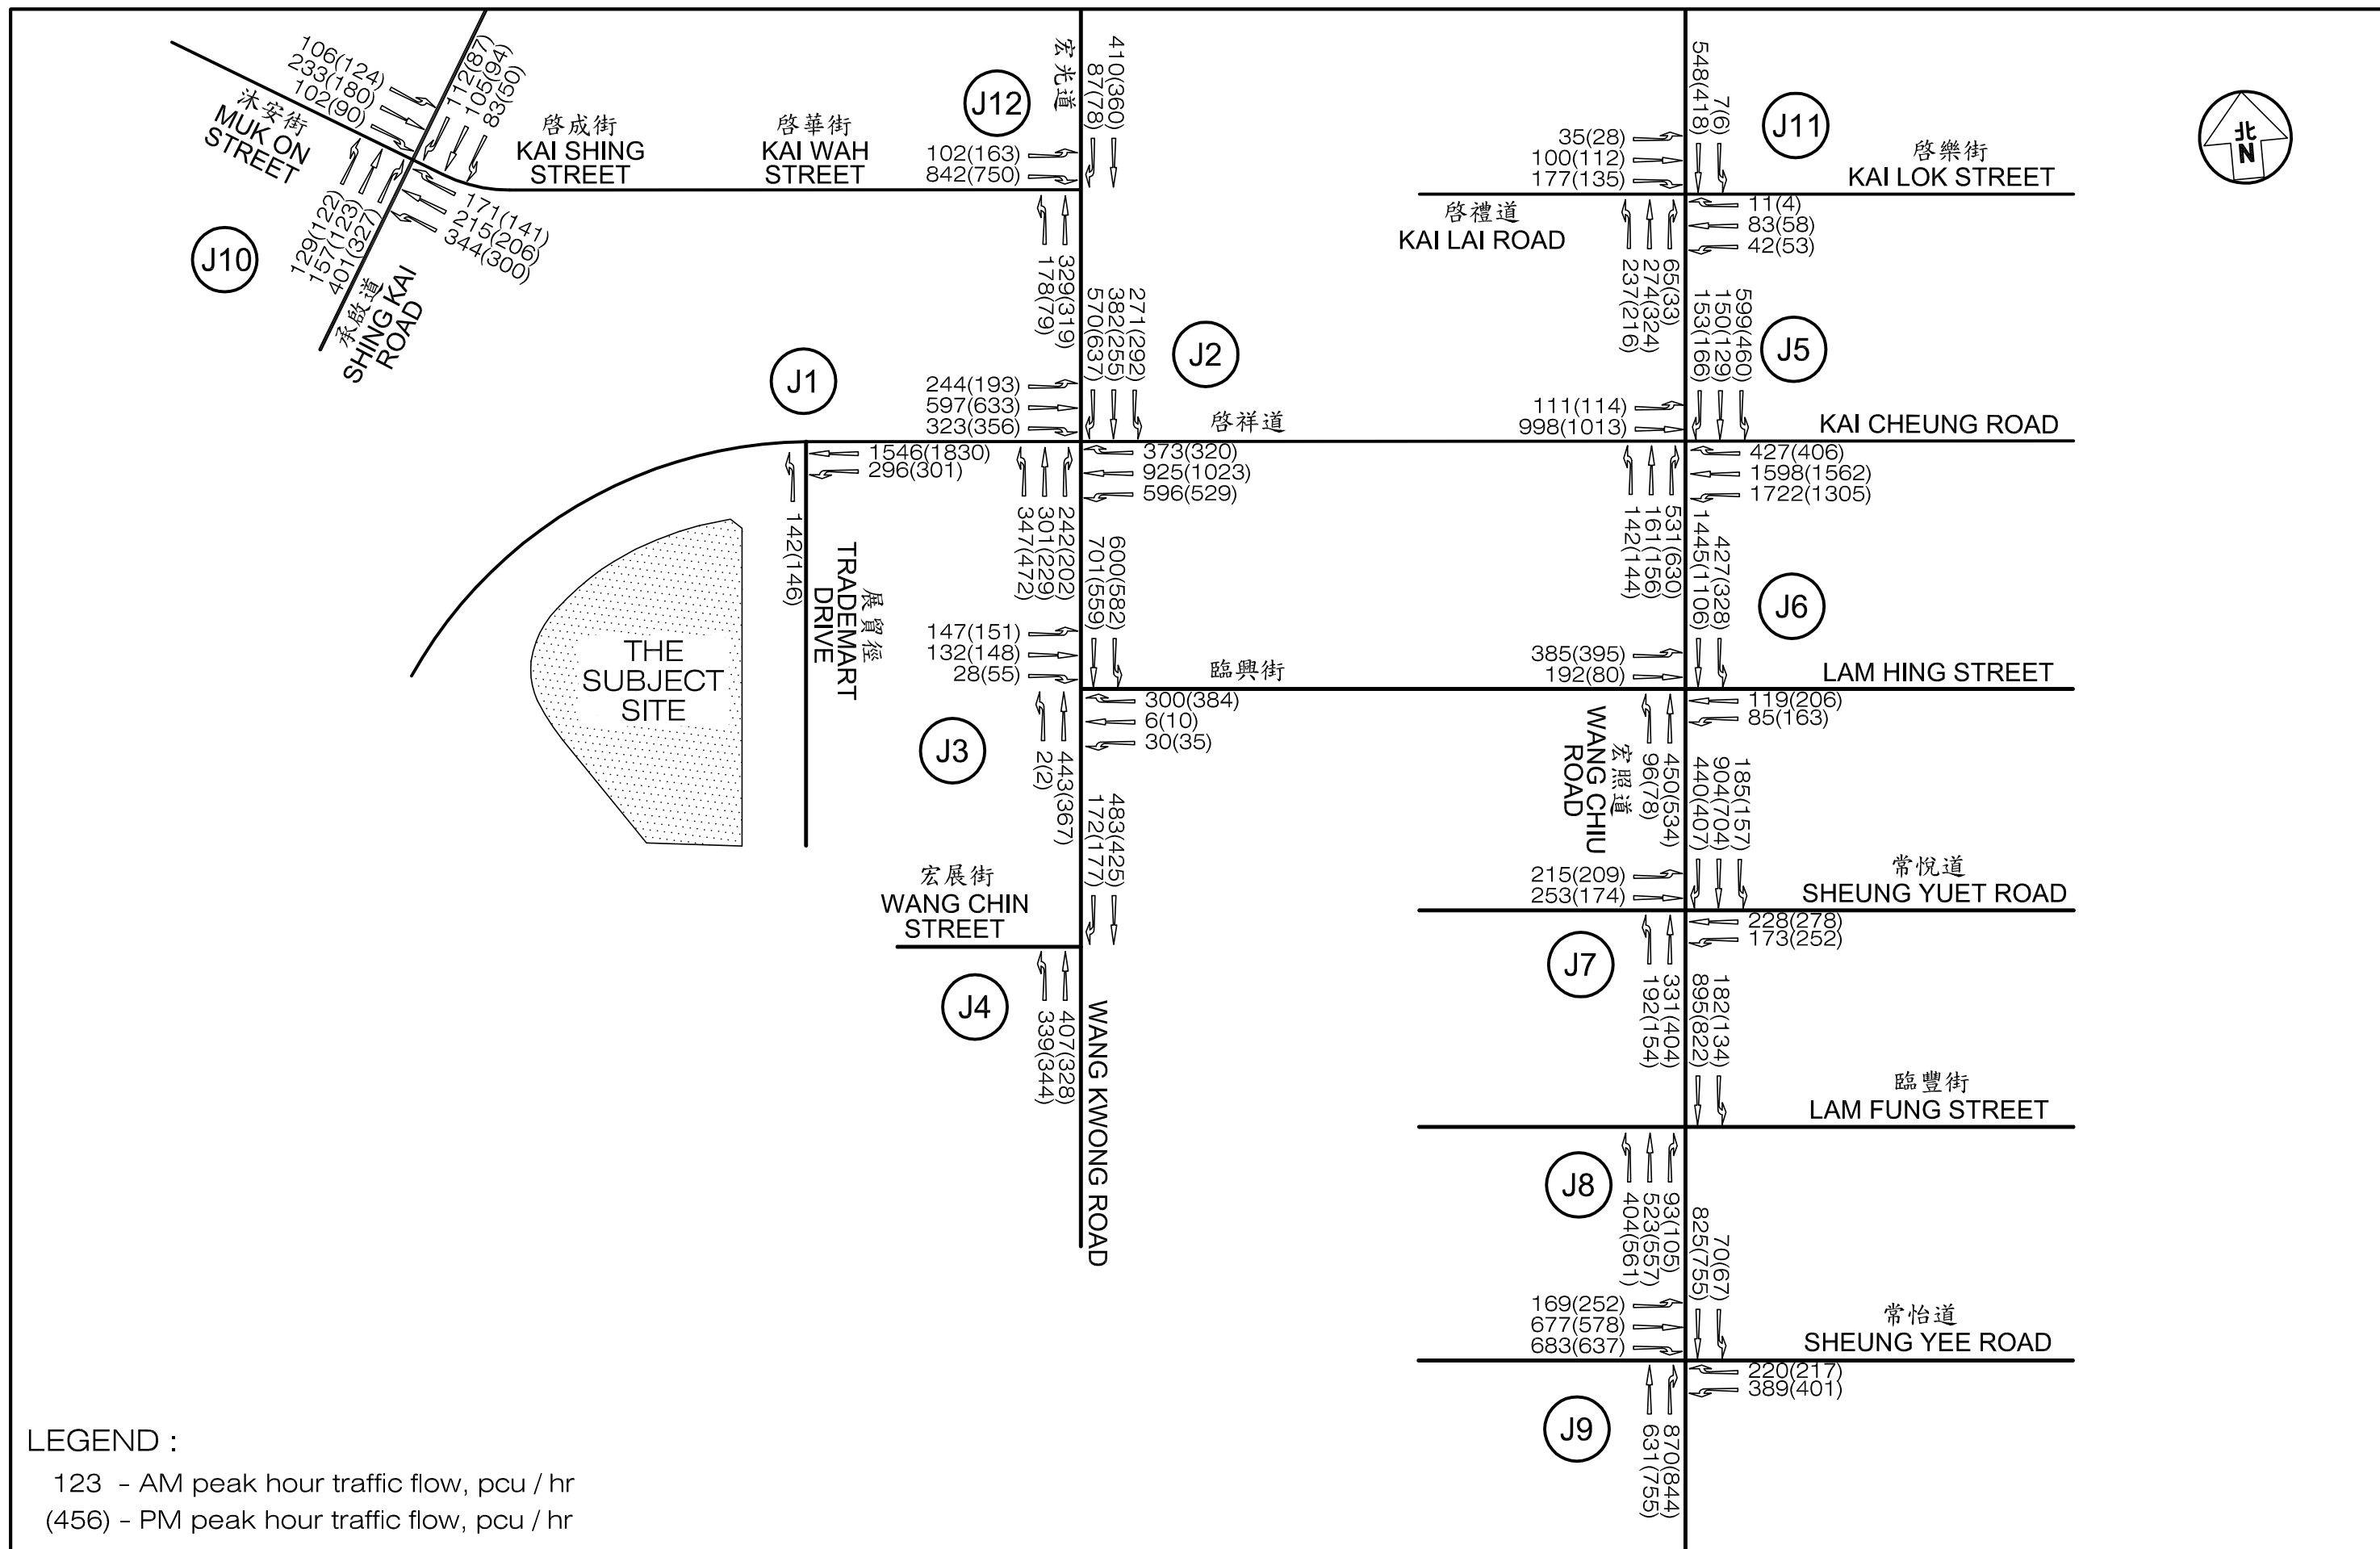 106(124)
233(180)
102(90)
112(87)
105(94)
83(50)
沐安街
MUK ON
STREET
129(122)
157(123)
401(327)
171(141)
215(206)
344(300)
J10
承啟道
SHING KAI
ROAD
啓成街
KAI SHING
STREET
啓華街
KAI WAH
STREET
J12
宏光道
410(360)
87(78)
102(163)
842(750)
329(319)
178(79)
548(418)
7(6)
J11
35(28)
100(112)
177(135)
啓樂街
KAI LOK STREET
北
N
啓禮道
KAI LAI ROAD
11(4)
83(58)
42(53)
65(33)
274(324)
237(216)
J1
J2
271(292)
382(255)
570(637)
244(193)
597(633)
323(356)
啓祥道
599(460)
150(129)
153(166)
J5
111(114)
998(1013)
KAI CHEUNG ROAD
1546(1830)
296(301)
373(320)
925(1023)
596(529)
427(406)
1598(1562)
1722(1305)
142(146)
展貿徑
TRADEMART
DRIVE
242(202)
301(229)
347(472)
600(582)
701(559)
531(630)
161(156)
142(144)
427(328)
1445(1106)
J6
THE
SUBJECT
SITE
147(151)
132(148)
28(55)
臨興街
385(395)
192(80)
LAM HING STREET
300(384)
6(10)
30(35)
119(206)
85(163)
J3
443(367)
2(2)
483(425)
172(177)
宏照道
WANG CHIU
ROAD
450(534)
96(78)
185(157)
904(704)
440(407)
宏展街
WANG CHIN
STREET
215(209)
253(174)
常悅道
SHEUNG YUET ROAD
228(278)
173(252)
J4
407(328)
339(344)
WANG KWONG ROAD
J7
331(404)
192(154)
182(134)
895(822)
臨豐街
LAM FUNG STREET
J8
93(105)
523(557)
404(561)
70(67)
825(755)
169(252)
677(578)
683(637)
常怡道
SHEUNG YEE ROAD
220(217)
389(401)
J9
870(844)
631(755)
LEGEND :
123 - AM peak hour traffic flow, pcu / hr
(456) - PM peak hour traffic flow, pcu / hr